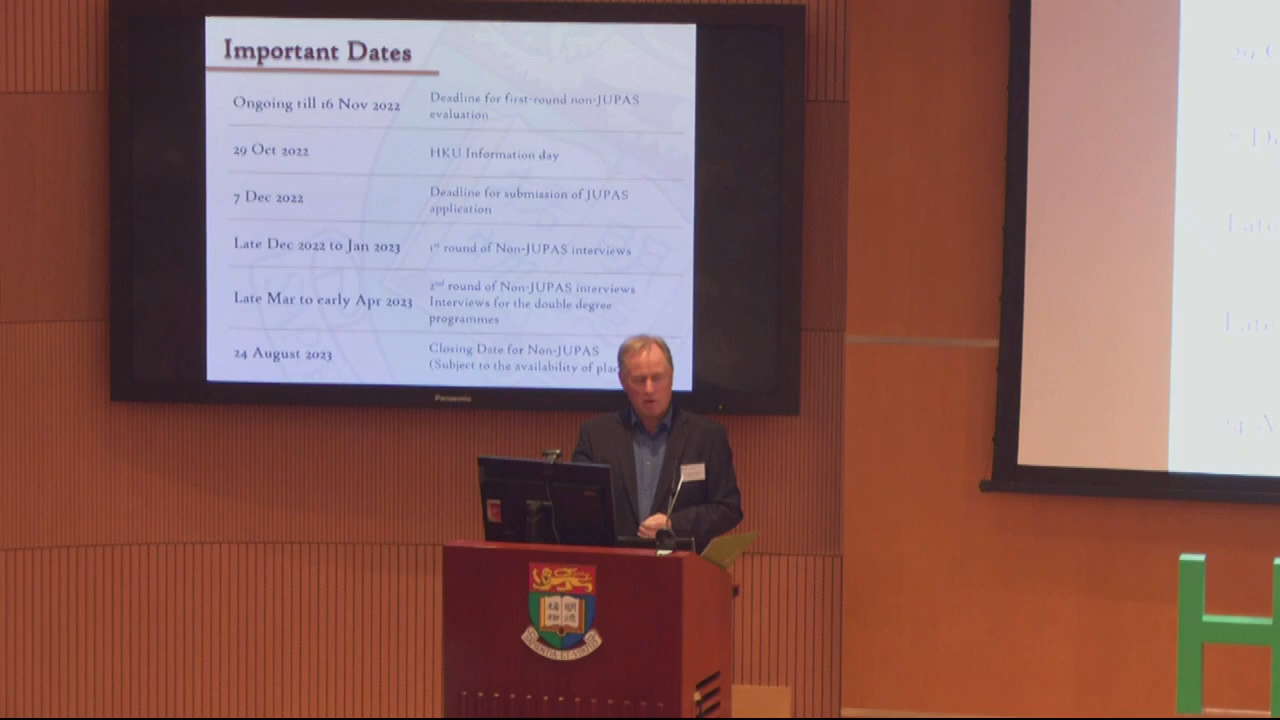 Important Dates
Ongoing till 16 Nov 2022
Deadline for first-round non-JUPAS
evaluation
29 Oct 2022
HKU Information day
7 Dec 2022
Deadline for submission of JUPAS
application
Late Dec 2022 to Jan 2023
1st round of Non-JUPAS interviews
Late Mar to early Apr 2023
2nd round of Non-JUPAS interviews
Interviews for the double degree
programmes
24 August 2023
Closing Date for Non-JUPAS
(Subject to the availability of
Panasonic
H